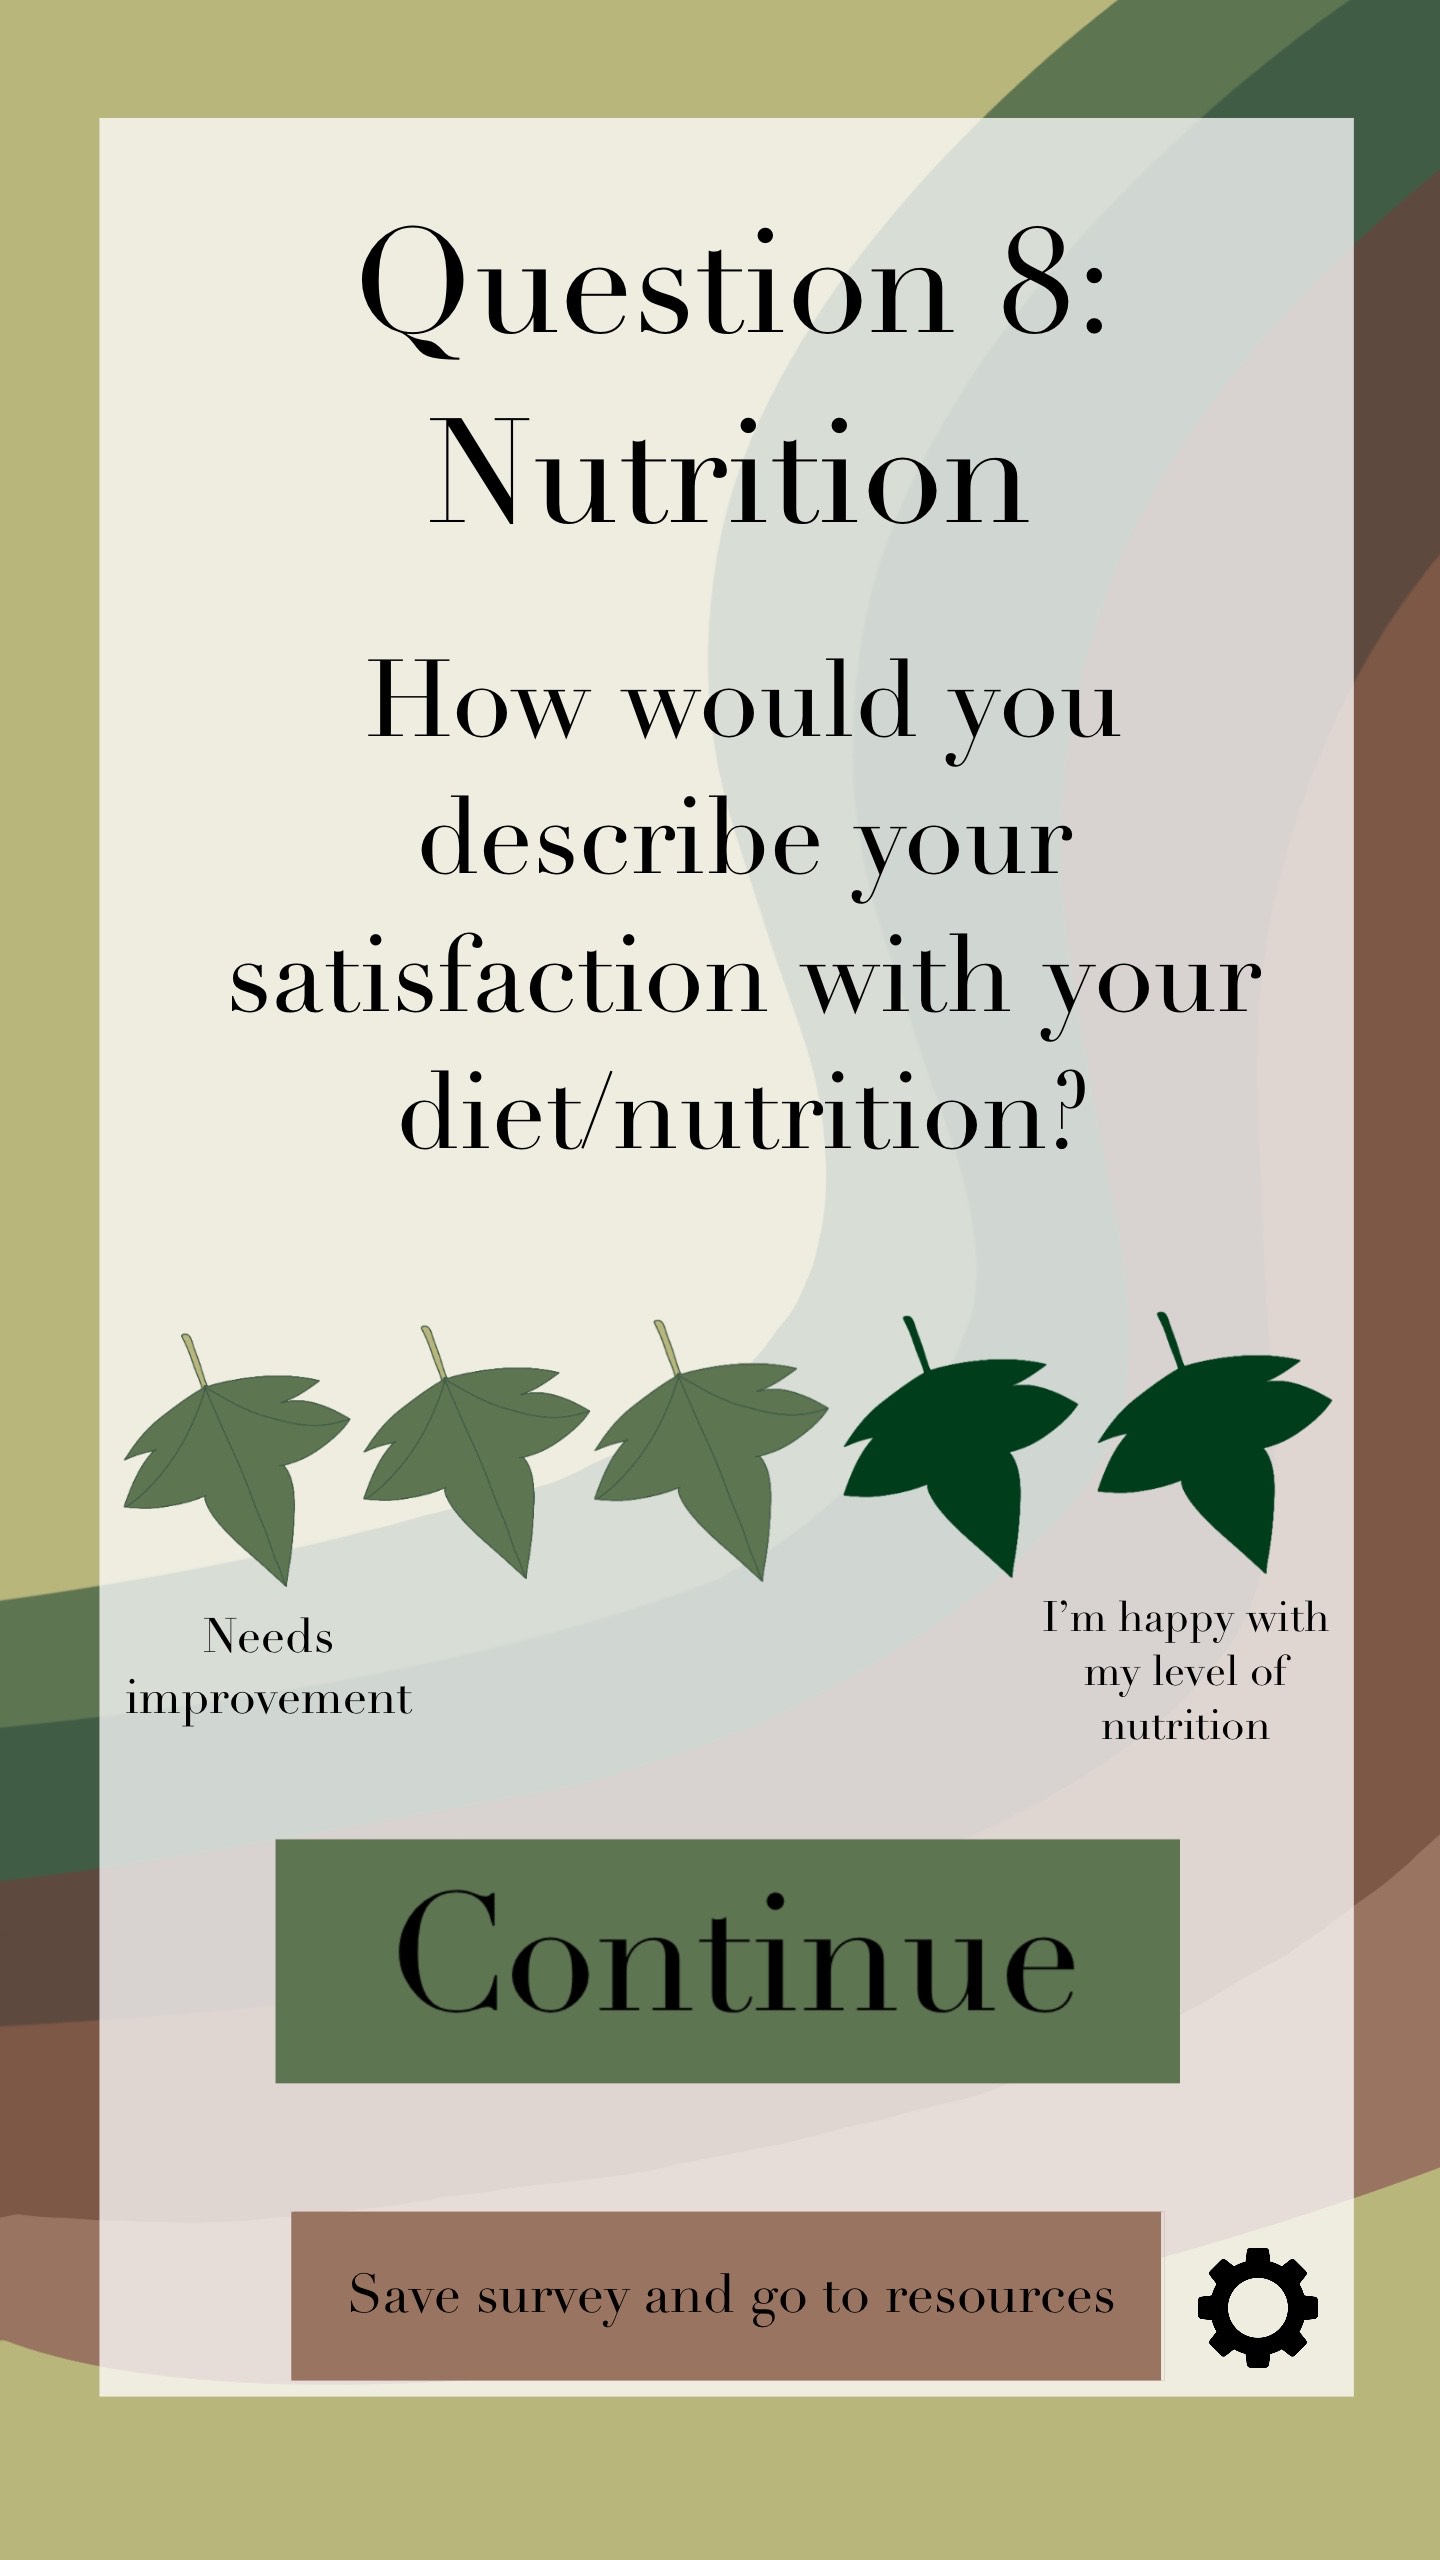 Question 8:
Nutrition
How would you
describe your
satisfaction with your
diet/nutrition?
Needs
improvement
I’m happy with
my level of
nutrition
Continue
Save survey and go to resources